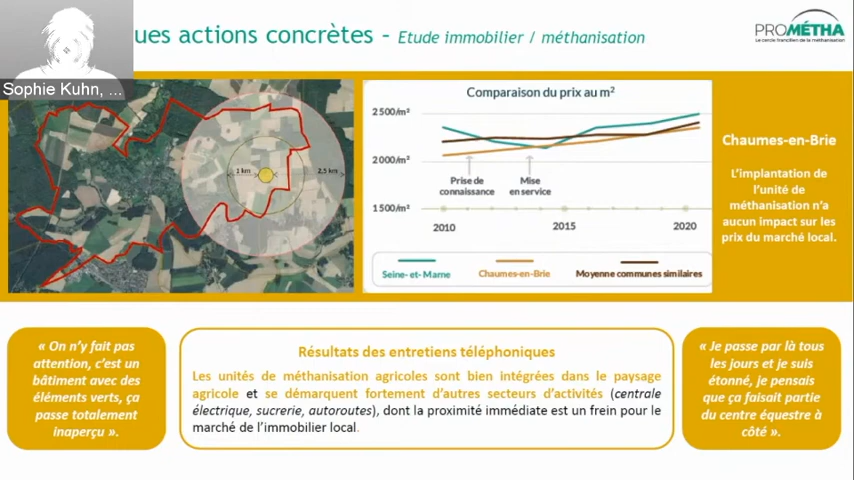 ues actions concrètes - Etude immobilier / méthanisation
PROMÉTHA
Le cercle francilien de la méthanisation
Sophie Kuhn, ...
1 km
2,5 km
Comparaison du prix au m²
2500/m²
2000/m²
1500/m²
Prise de
connaissance
Mise
en service
2010
2015
2020
Seine- et- Marne
Chaumes-en-Brie
Moyenne communes similaires
Chaumes-en-Brie
L'implantation de
l'unité de
méthanisation n'a
aucun impact sur les
prix du marché local.
« On n'y fait pas
attention, c'est un
bâtiment avec des
éléments verts, ça
passe totalement
inaperçu ».
Résultats des entretiens téléphoniques
Les unités de méthanisation agricoles sont bien intégrées dans le paysage
agricole et se démarquent fortement d'autres secteurs d'activités (centrale
électrique, sucrerie, autoroutes), dont la proximité immédiate est un frein pour le
marché de l'immobilier local.
« Je passe par là tous
les jours et je suis
étonné, je pensais
que ça faisait partie
du centre équestre à
côté ».